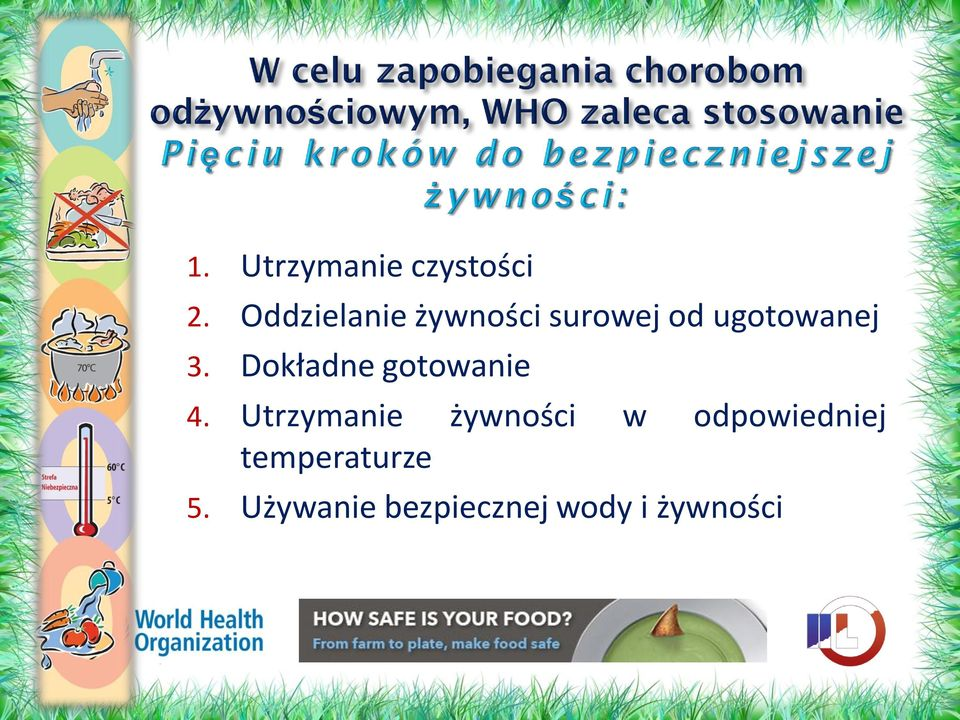 W celu zapobiegania chorobom
odżywnościowym, WHO zaleca stosowanie
Pięciu kroków do bezpieczniejszej
żywności:
1. Utrzymanie czystości
2. Oddzielanie żywności surowej od ugotowanej
3. Dokładne gotowanie
70°C
4. Utrzymanie żywności w odpowiedniej
temperaturze
60°C
Strefa
Niebezpieczna
5°C
5. Używanie bezpiecznej wody i żywności
World Health
Organization
HOW SAFE IS YOUR FOOD?
From farm to plate, make food safe